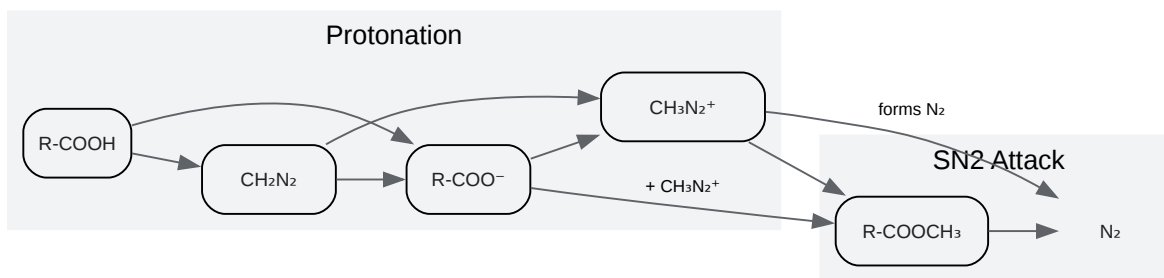 Protonation
R-COOH
CH₂N₂
R-COO⁻
CH₃N₂⁺
+ CH₃N₂⁺
forms N₂
SN2 Attack
R-COOCH₃
N₂